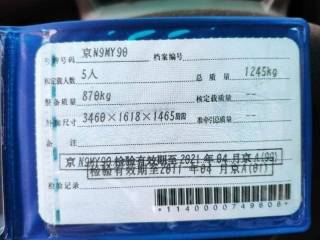 号牌号码 京N9MY90 档案编号
核定载人数 5人 总质量 1245kg
整备质量 870kg 核定载质量 --
外廓尺寸 3460×1618×1465mm 准牵引总质量 --
备注
京N9MY90 检验有效期至2021年04月京A(09)
检验有效期至2011年04月京A(01)
检验记录
*1140000749808*